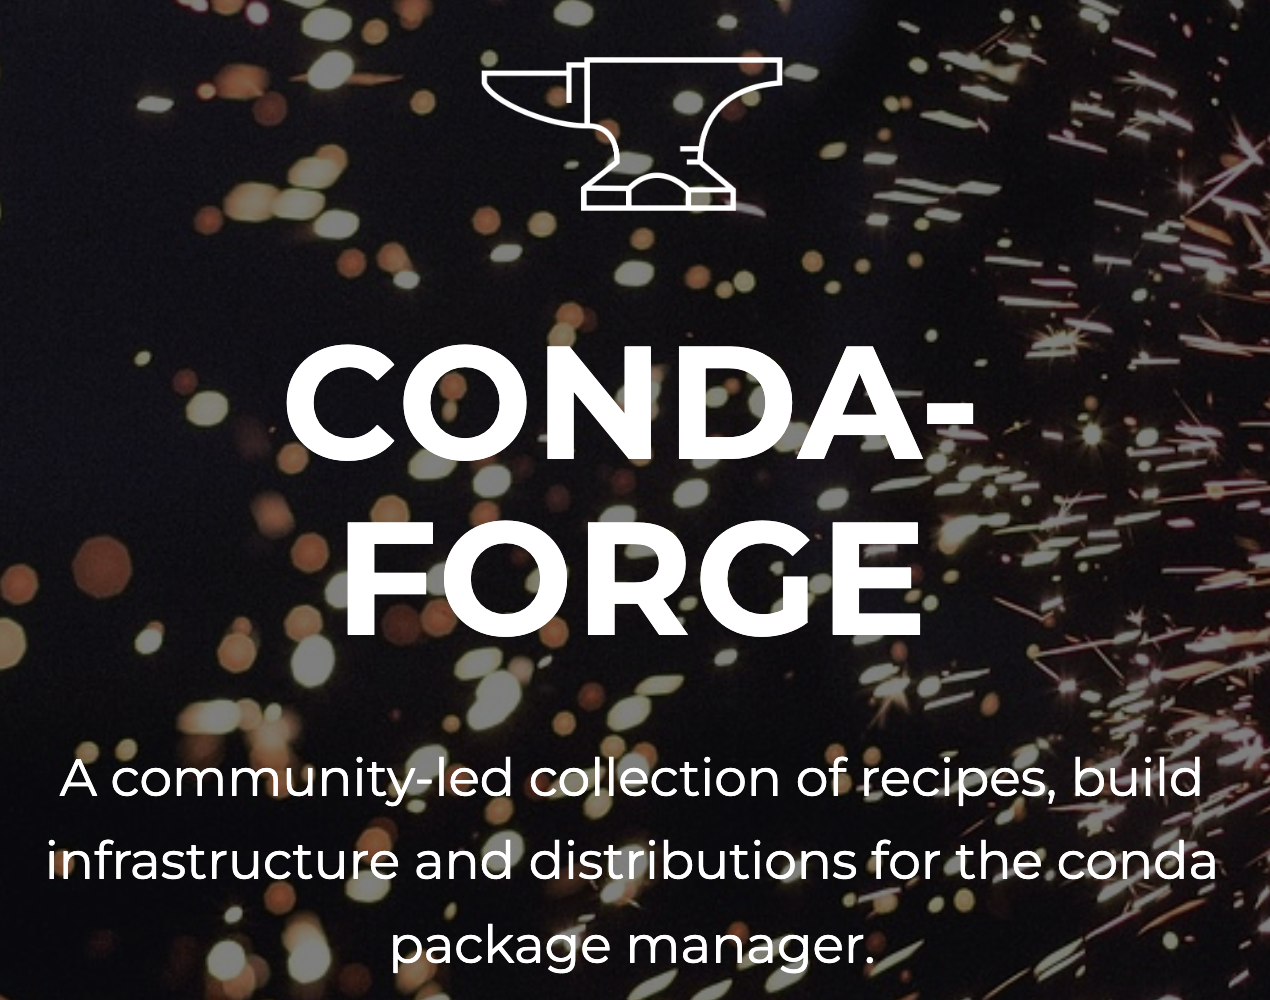 CONDA-
FORGE
A community-led collection of recipes, build
infrastructure and distributions for the conda
package manager.